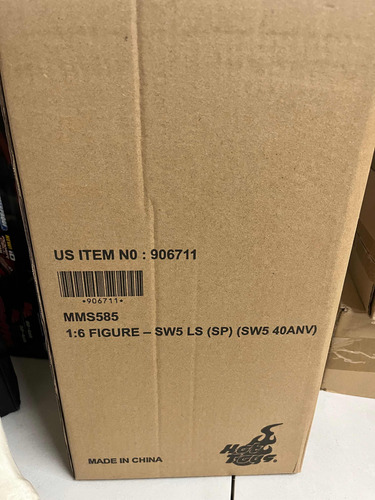 US ITEM N0 : 906711
*906711*
MMS585
1:6 FIGURE – SW5 LS (SP) (SW5 40ANV)
Hot
Toys.
MADE IN CHINA